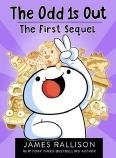 The Odd 1s Out
The First Sequel
JAMES RALLISON